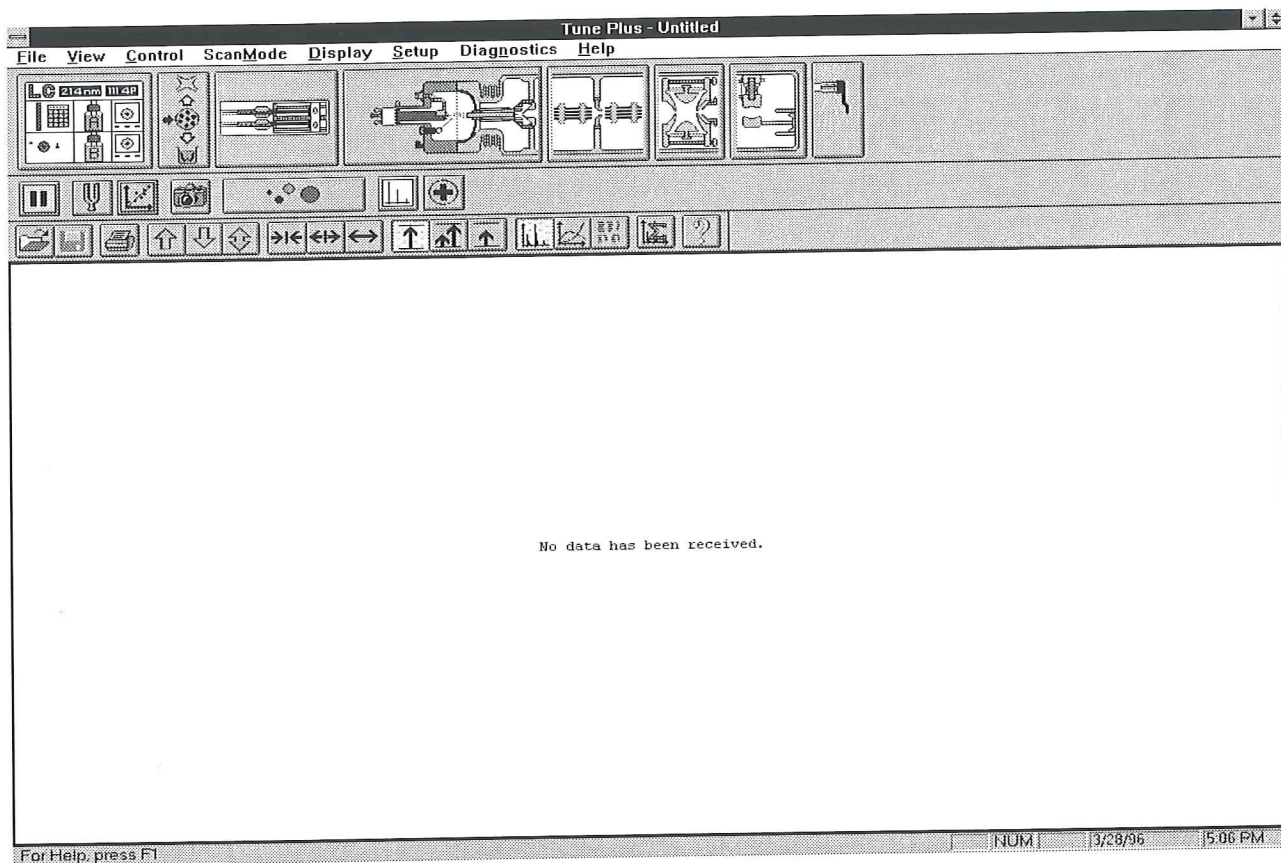 Tune Plus - Untitled
File View Control ScanMode Display Setup Diagnostics Help
LC 214nm 1114P
A
B
No data has been received.
For Help, press F1 NUM 3/28/96 5:06 PM